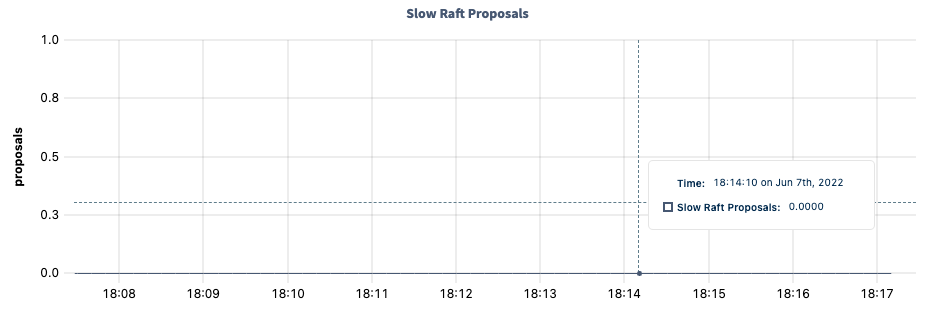 Slow Raft Proposals
1.0
0.8
proposals
0.5
Time: 18:14:10 on Jun 7th, 2022
Slow Raft Proposals: 0.0000
0.3
0.0
18:08 18:09 18:10 18:11 18:12 18:13 18:14 18:15 18:16 18:17